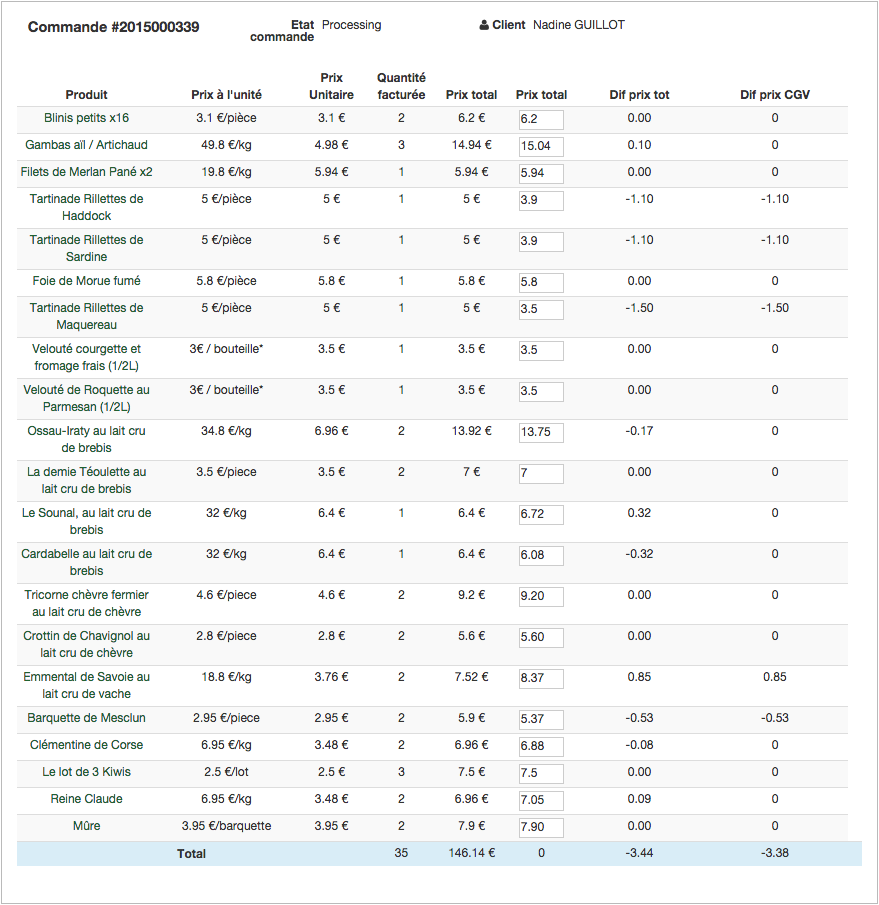 Commande #2015000339 Etat commande Processing Client Nadine GUILLOT
Produit Prix à l'unité Prix Unitaire Quantité facturée Prix total Prix total Dif prix tot Dif prix CGV
Blinis petits x16 3.1 €/pièce 3.1 € 2 6.2 € 6.2 0.00 0
Gambas aïl / Artichaud 49.8 €/kg 4.98 € 3 14.94 € 15.04 0.10 0
Filets de Merlan Pané x2 19.8 €/kg 5.94 € 1 5.94 € 5.94 0.00 0
Tartinade Rillettes de Haddock 5 €/pièce 5 € 1 5 € 3.9 -1.10 -1.10
Tartinade Rillettes de Sardine 5 €/pièce 5 € 1 5 € 3.9 -1.10 -1.10
Foie de Morue fumé 5.8 €/pièce 5.8 € 1 5.8 € 5.8 0.00 0
Tartinade Rillettes de Maquereau 5 €/pièce 5 € 1 5 € 3.5 -1.50 -1.50
Velouté courgette et fromage frais (1/2L) 3€ / bouteille* 3.5 € 1 3.5 € 3.5 0.00 0
Velouté de Roquette au Parmesan (1/2L) 3€ / bouteille* 3.5 € 1 3.5 € 3.5 0.00 0
Ossau-Iraty au lait cru de brebis 34.8 €/kg 6.96 € 2 13.92 € 13.75 -0.17 0
La demie Téoulette au lait cru de brebis 3.5 €/piece 3.5 € 2 7 € 7 0.00 0
Le Sounal, au lait cru de brebis 32 €/kg 6.4 € 1 6.4 € 6.72 0.32 0
Cardabelle au lait cru de brebis 32 €/kg 6.4 € 1 6.4 € 6.08 -0.32 0
Tricorne chèvre fermier au lait cru de chèvre 4.6 €/piece 4.6 € 2 9.2 € 9.20 0.00 0
Crottin de Chavignol au lait cru de chèvre 2.8 €/piece 2.8 € 2 5.6 € 5.60 0.00 0
Emmental de Savoie au lait cru de vache 18.8 €/kg 3.76 € 2 7.52 € 8.37 0.85 0.85
Barquette de Mesclun 2.95 €/piece 2.95 € 2 5.9 € 5.37 -0.53 -0.53
Clémentine de Corse 6.95 €/kg 3.48 € 2 6.96 € 6.88 -0.08 0
Le lot de 3 Kiwis 2.5 €/lot 2.5 € 3 7.5 € 7.5 0.00 0
Reine Claude 6.95 €/kg 3.48 € 2 6.96 € 7.05 0.09 0
Mûre 3.95 €/barquette 3.95 € 2 7.9 € 7.90 0.00 0
Total 35 146.14 € 0 -3.44 -3.38